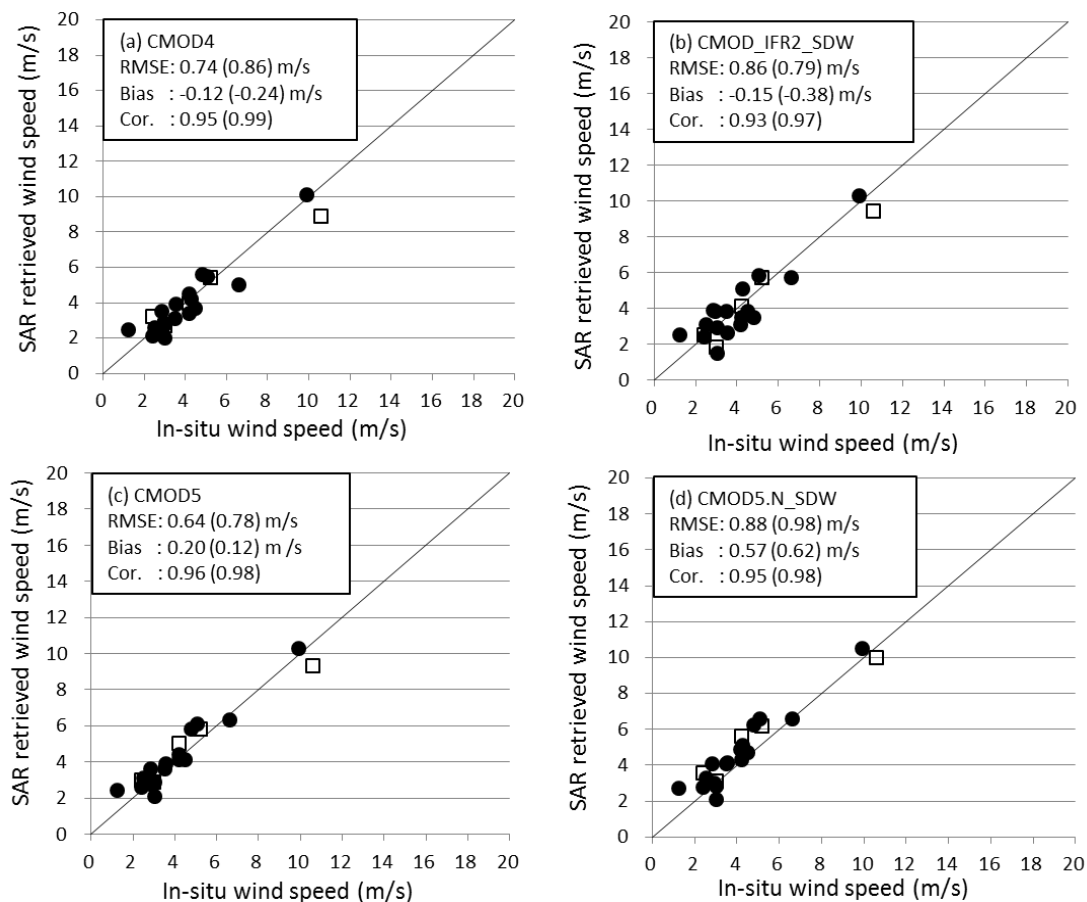 (a) CMOD4
RMSE: 0.74 (0.86) m/s
Bias : -0.12 (-0.24) m/s
Cor. : 0.95 (0.99)
SAR retrieved wind speed (m/s)
20
18
16
14
12
10
8
6
4
2
0
0 2 4 6 8 10 12 14 16 18 20
In-situ wind speed (m/s)
(b) CMOD_IFR2_SDW
RMSE: 0.86 (0.79) m/s
Bias : -0.15 (-0.38) m/s
Cor. : 0.93 (0.97)
SAR retrieved wind speed (m/s)
20
18
16
14
12
10
8
6
4
2
0
0 2 4 6 8 10 12 14 16 18 20
In-situ wind speed (m/s)
(c) CMOD5
RMSE: 0.64 (0.78) m/s
Bias : 0.20 (0.12) m /s
Cor. : 0.96 (0.98)
SAR retrieved wind speed (m/s)
20
18
16
14
12
10
8
6
4
2
0
0 2 4 6 8 10 12 14 16 18 20
In-situ wind speed (m/s)
(d) CMOD5.N_SDW
RMSE: 0.88 (0.98) m/s
Bias : 0.57 (0.62) m/s
Cor. : 0.95 (0.98)
SAR retrieved wind speed (m/s)
20
18
16
14
12
10
8
6
4
2
0
0 2 4 6 8 10 12 14 16 18 20
In-situ wind speed (m/s)